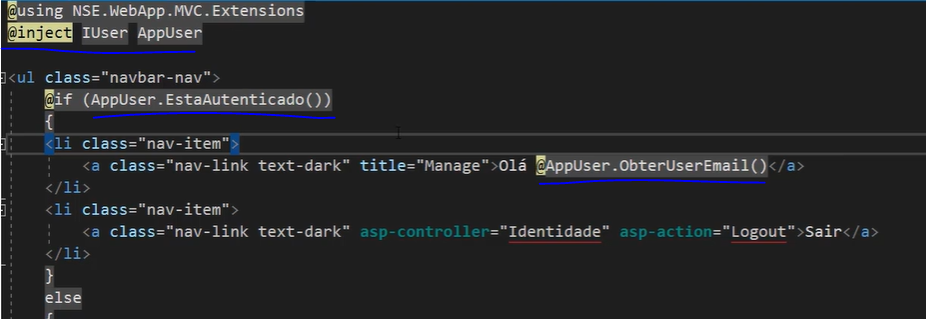 @using NSE.WebApp.MVC.Extensions
@inject IUser AppUser
<ul class="navbar-nav">
@if (AppUser.EstaAutenticado())
{
<li class="nav-item">
<a class="nav-link text-dark" title="Manage">Olá @AppUser.ObterUserEmail()</a>
</li>
<li class="nav-item">
<a class="nav-link text-dark" asp-controller="Identidade" asp-action="Logout">Sair</a>
</li>
}
else
{